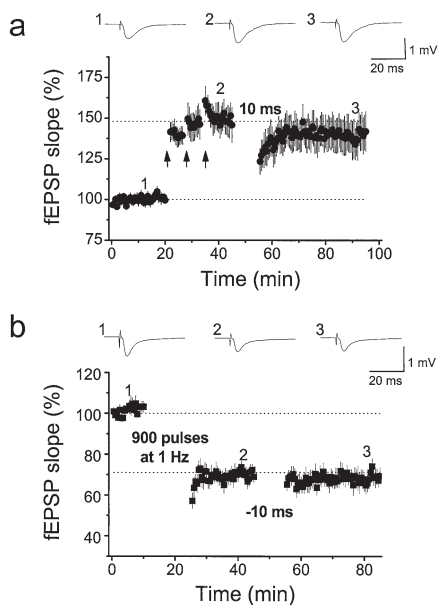 a
1 2 3
1 mV
20 ms
fEPSP slope (%)
175
150
125
100
75
1
2
10 ms
3
0 20 40 60 80 100
Time (min)
b
1 2 3
1 mV
20 ms
fEPSP slope (%)
120
100
80
60
40
1
900 pulses
at 1 Hz
2
-10 ms
3
0 20 40 60 80
Time (min)